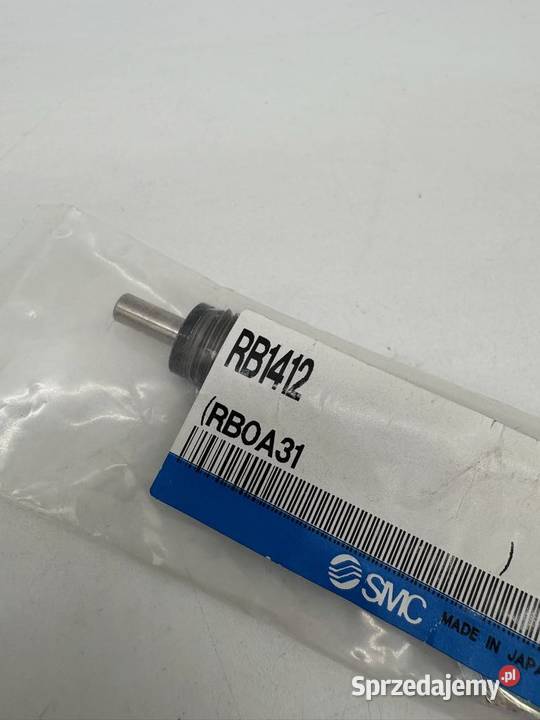 RB1412
(RB0A31
)
SMC
MADE IN JAPA
Sprzedajemy.pl